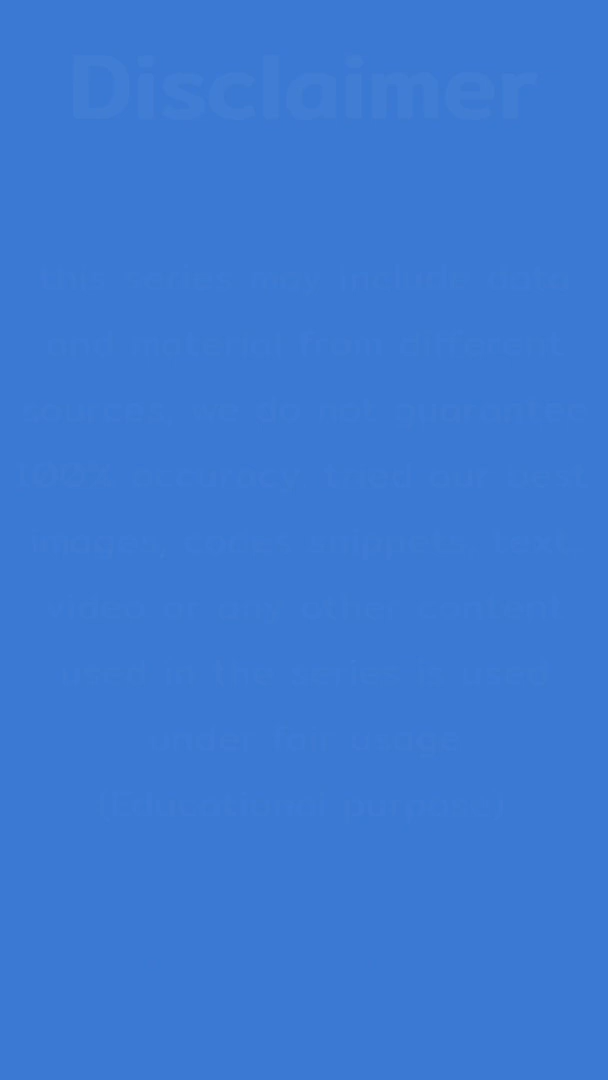 Disclaimer
this series may include data
and material from different
sources, we do not guarantee
100% accuracy, tried our best
images, codes snippets, text,
video or any other content
used in the series is used
under fair usage
(Educational purpose)